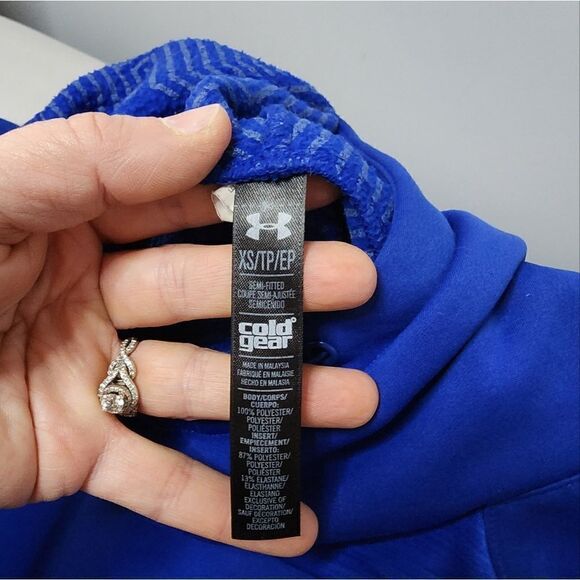 XS/TP/EP
SEMI-FITTED
COUPE SEMI-AJUSTÉE
SEMICEÑIDO
cold
gear
MADE IN MALAYSIA
FABRIQUÉ EN MALAISIE
HECHO EN MALASIA
BODY/CORPS/
CUERPO:
100% POLYESTER/
POLYESTER/
POLIÉSTER
INSERT/
EMPIECEMENT/
INSERTO:
87% POLYESTER/
POLYESTER/
POLIÉSTER
13% ELASTANE/
ÉLASTHANNE/
ELASTANO
EXCLUSIVE OF
DECORATION/
SAUF DÉCORATION/
EXCEPTO
DECORACIÓN